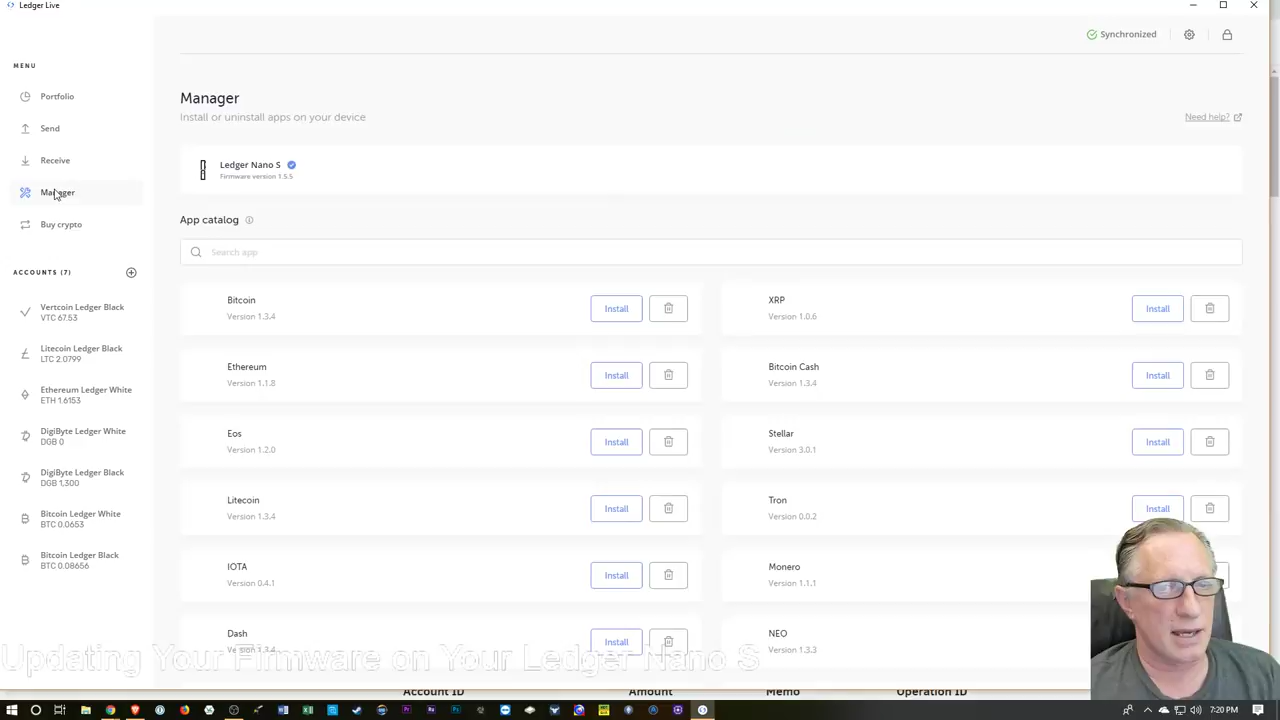 Ledger Live
Synchronized
MENU
Portfolio
Send
Receive
Manager
Buy crypto
ACCOUNTS (7)
Vertcoin Ledger Black
VTC 67.53
Litecoin Ledger Black
LTC 2.0799
Ethereum Ledger White
ETH 1.6153
DigiByte Ledger White
DGB 0
DigiByte Ledger Black
DGB 1,300
Bitcoin Ledger White
BTC 0.0653
Bitcoin Ledger Black
BTC 0.08656
Manager
Install or uninstall apps on your device
Need help?
Ledger Nano S
Firmware version 1.5.5
App catalog
Search app
Bitcoin
Version 1.3.4
Install
XRP
Version 1.0.6
Install
Ethereum
Version 1.1.8
Install
Bitcoin Cash
Version 1.3.4
Install
Eos
Version 1.2.0
Install
Stellar
Version 3.0.1
Install
Litecoin
Version 1.3.4
Install
Tron
Version 0.0.2
Install
IOTA
Version 0.4.1
Install
Monero
Version 1.1.1
Dash
Version 1.3.4
Install
NEO
Version 1.3.3
Updating Your Firmware on Your Ledger Nano S
Account ID Amount Memo Operation ID
7:20 PM